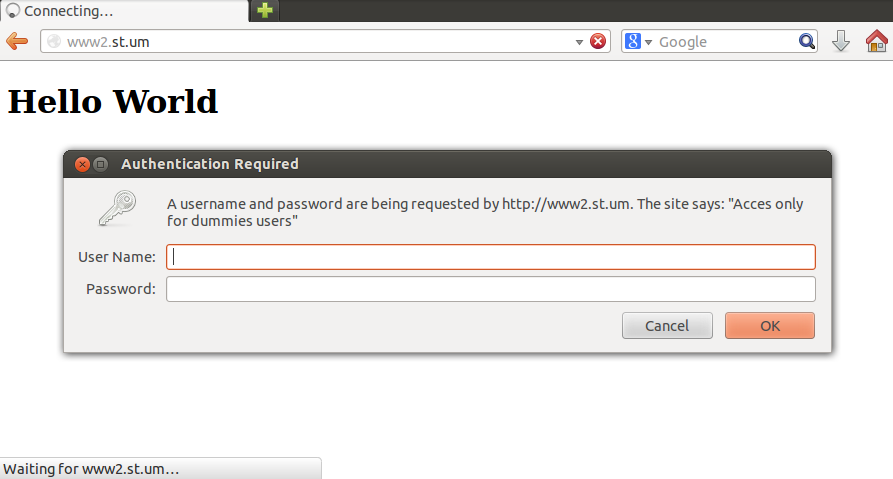 Connecting...
www2.st.um
Google
Hello World
Authentication Required
A username and password are being requested by http://www2.st.um. The site says: "Acces only
for dummies users"
User Name:
Password:
Cancel OK
Waiting for www2.st.um...